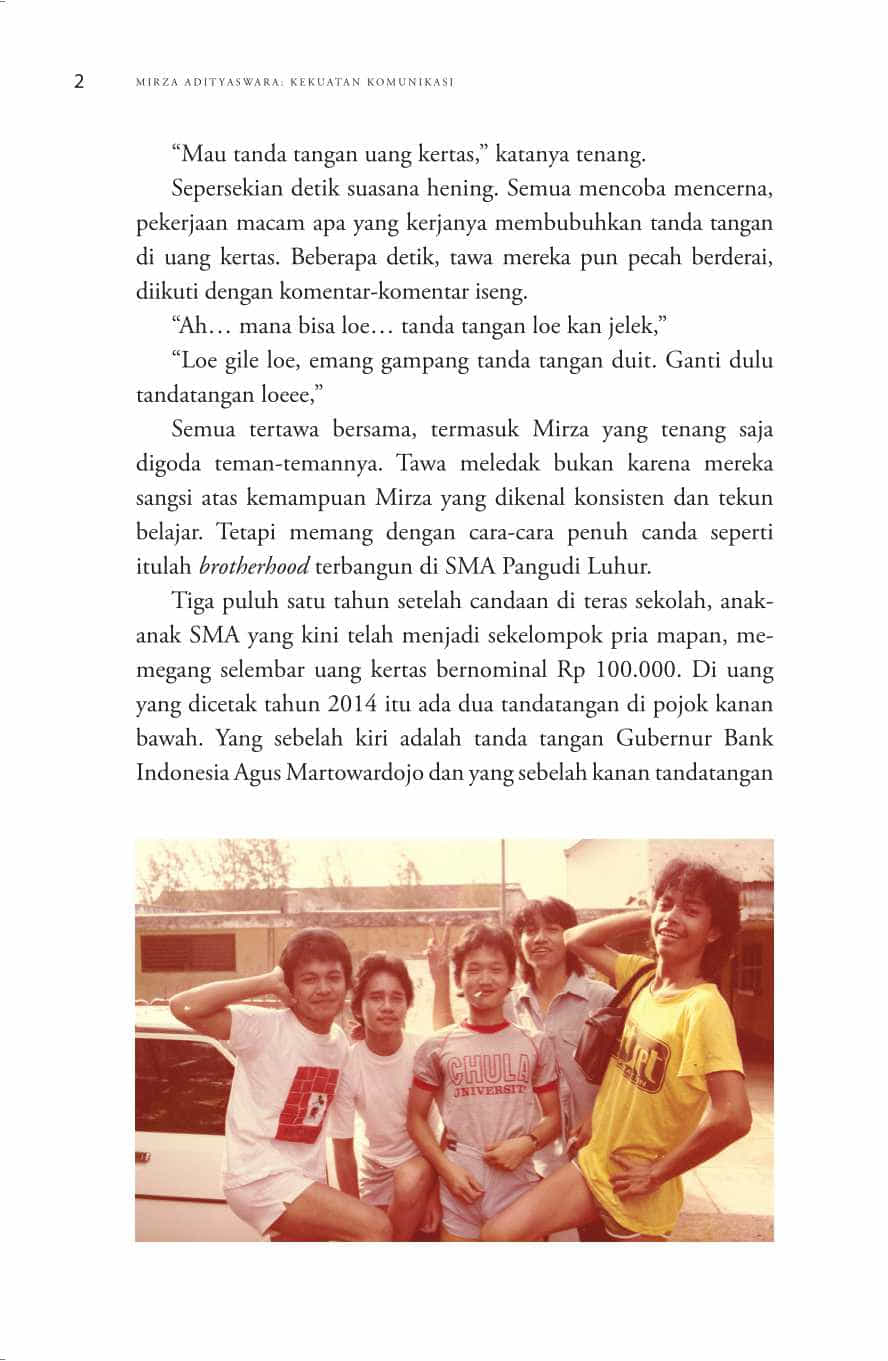 2
MIRZA ADITYASWARA: KEKUATAN KOMUNIKASI
“Mau tanda tangan uang kertas,” katanya tenang.
Sepersekian detik suasana hening. Semua mencoba mencerna,
pekerjaan macam apa yang kerjanya membubuhkan tanda tangan
di uang kertas. Beberapa detik, tawa mereka pun pecah berderai,
diikuti dengan komentar-komentar iseng.
“Ah… mana bisa loe… tanda tangan loe kan jelek,”
“Loe gile loe, emang gampang tanda tangan duit. Ganti dulu
tandatangan loeee,”
Semua tertawa bersama, termasuk Mirza yang tenang saja
digoda teman-temannya. Tawa meledak bukan karena mereka
sangsi atas kemampuan Mirza yang dikenal konsisten dan tekun
belajar. Tetapi memang dengan cara-cara penuh canda seperti
itulah brotherhood terbangun di SMA Pangudi Luhur.
Tiga puluh satu tahun setelah candaan di teras sekolah, anak-
anak SMA yang kini telah menjadi sekelompok pria mapan, me-
megang selembar uang kertas bernominal Rp 100.000. Di uang
yang dicetak tahun 2014 itu ada dua tandatangan di pojok kanan
bawah. Yang sebelah kiri adalah tanda tangan Gubernur Bank
Indonesia Agus Martowardojo dan yang sebelah kanan tandatangan
CHULA
UNIVERSIT